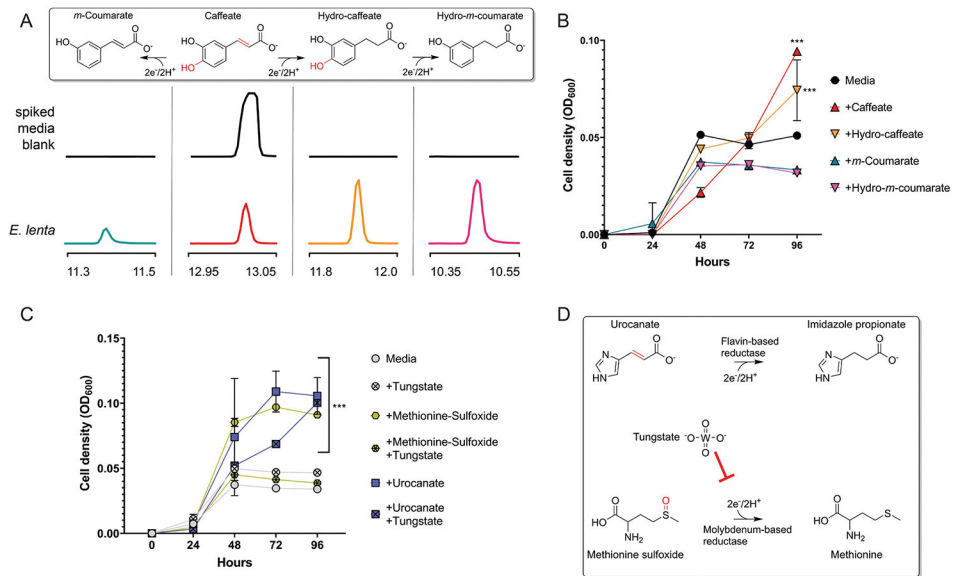 A
m-Coumarate
Caffeate
Hydro-caffeate
Hydro-m-coumarate
HO
O
O-
HO
HO
O
O-
HO
HO
O
O-
HO
O
O-
2e-/2H+
2e-/2H+
2e-/2H+
spiked
media
blank
E. lenta
11.3
11.5
12.95
13.05
11.8
12.0
10.35
10.55
B
Cell density (OD600)
0.10
0.05
0.00
0
24
48
72
96
Hours
***
***
Media
+Caffeate
+Hydro-caffeate
+m-Coumarate
+Hydro-m-coumarate
C
Cell density (OD600)
0.15
0.10
0.05
0.00
0
24
48
72
96
Hours
***
Media
+Tungstate
+Methionine-Sulfoxide
+Methionine-Sulfoxide
+Tungstate
+Urocanate
+Urocanate
+Tungstate
D
Urocanate
Imidazole propionate
N
HN
O
O-
Flavin-based
reductase
2e-/2H+
N
HN
O
O-
Tungstate
O
-O-W-O-
O
O
HO
NH2
O
S
Methionine sulfoxide
2e-/2H+
Molybdenum-based
reductase
O
HO
NH2
S
Methionine